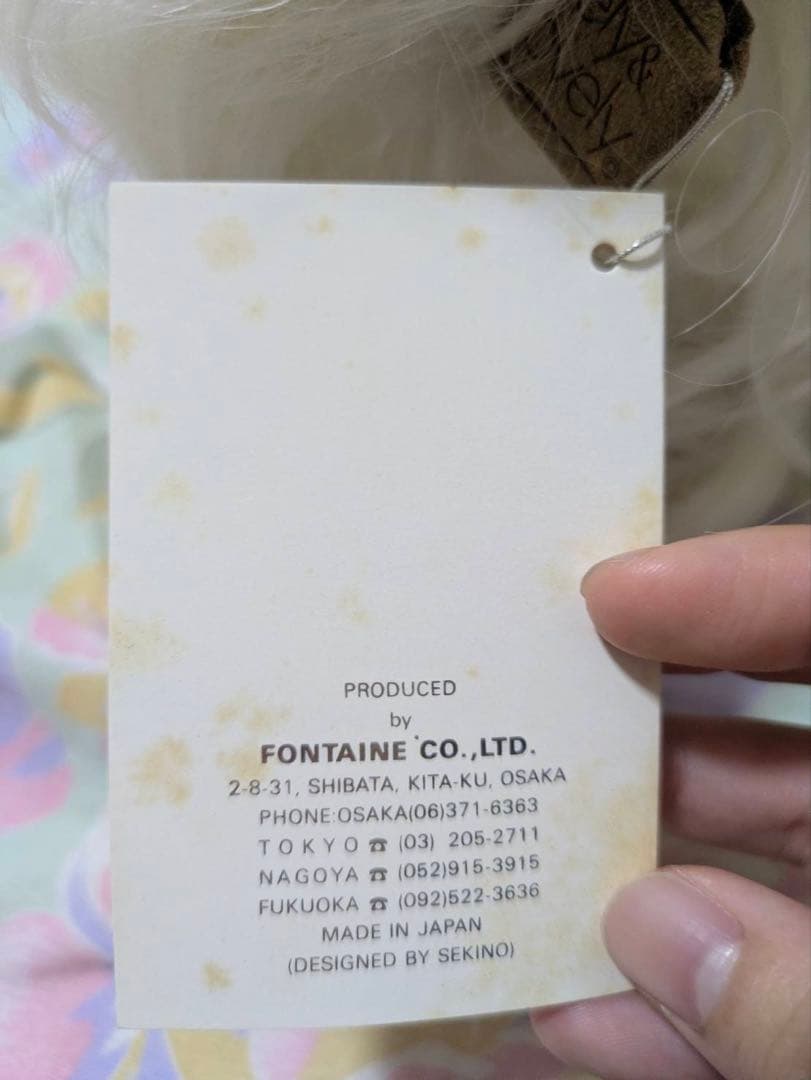 PRODUCED
by
FONTAINE CO.,LTD.
2-8-31, SHIBATA, KITA-KU, OSAKA
PHONE:OSAKA(06)371-6363
TOKYO ☎ (03) 205-2711
NAGOYA ☎ (052)915-3915
FUKUOKA ☎ (092)522-3636
MADE IN JAPAN
(DESIGNED BY SEKINO)